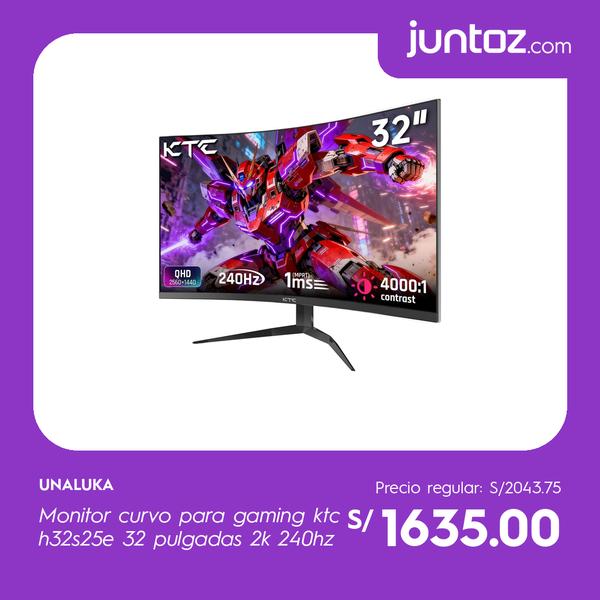 juntoz.com
KTC
32"
QHD
2560*1440
240Hz
(MPRT)
1ms
4000:1
contrast
KTC
UNALUKA
Precio regular: S/2043.75
Monitor curvo para gaming ktc
h32s25e 32 pulgadas 2k 240hz
S/ 1635.00